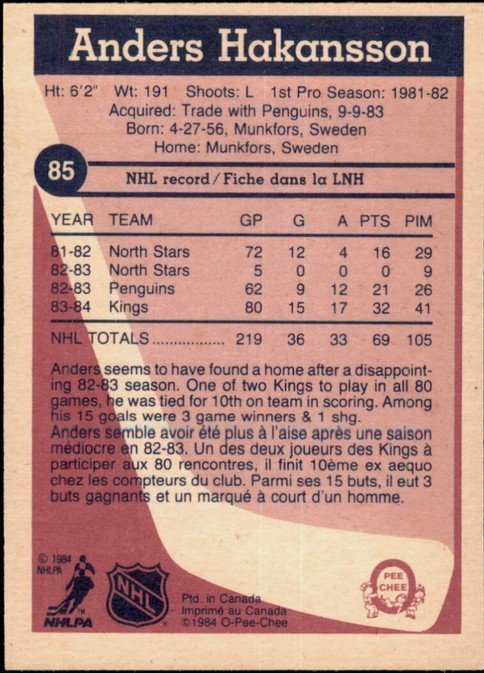 Anders Hakansson
Ht: 6'2" Wt: 191 Shoots: L 1st Pro Season: 1981-82
Acquired: Trade with Penguins, 9-9-83
Born: 4-27-56, Munkfors, Sweden
Home: Munkfors, Sweden
85
NHL record/Fiche dans la LNH
YEAR TEAM GP G A PTS PIM
81-82 North Stars 72 12 4 16 29
82-83 North Stars 5 0 0 0 9
82-83 Penguins 62 9 12 21 26
83-84 Kings 80 15 17 32 41
NHL TOTALS................. 219 36 33 69 105
Anders seems to have found a home after a disappoint-
ing 82-83 season. One of two Kings to play in all 80
games, he was tied for 10th on team in scoring. Among
his 15 goals were 3 game winners & 1 shg.
Anders semble avoir été plus à l'aise après une saison
médiocre en 82-83. Un des deux joueurs des Kings à
participer aux 80 rencontres, il finit 10ème ex aequo
chez les compteurs du club. Parmi ses 15 buts, il eut 3
buts gagnants et un marqué à court d'un homme.
© 1984
NHLPA
NHLPA
TM
NHL
Ptd. in Canada
Imprimé au Canada
©1984 O-Pee-Chee
PEE
CHEE